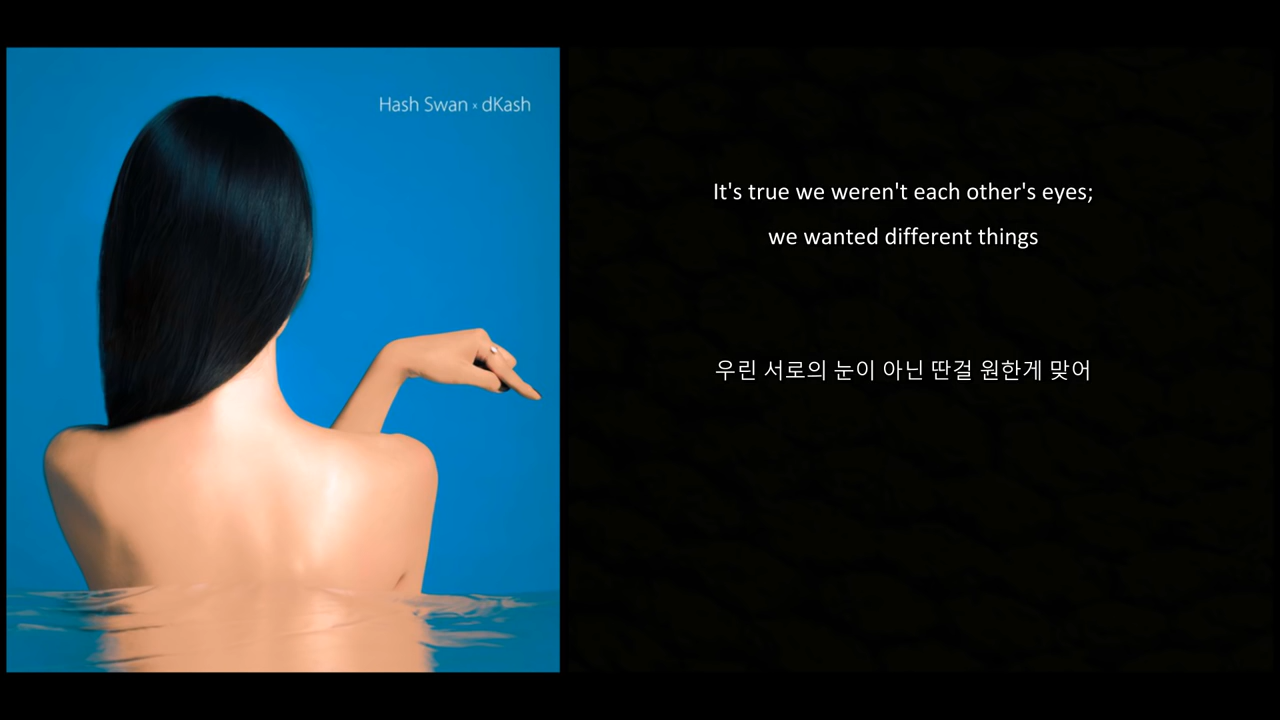 Hash Swan x dKash
It's true we weren't each other's eyes;
we wanted different things
우린 서로의 눈이 아닌 딴걸 원한게 맞어